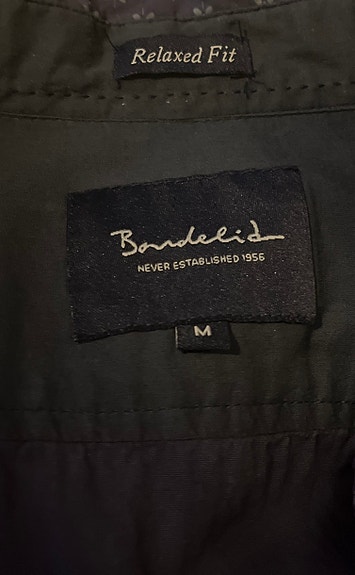 Relaxed Fit
Bondelid
NEVER ESTABLISHED 1956
M